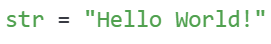 str = "Hello World!"